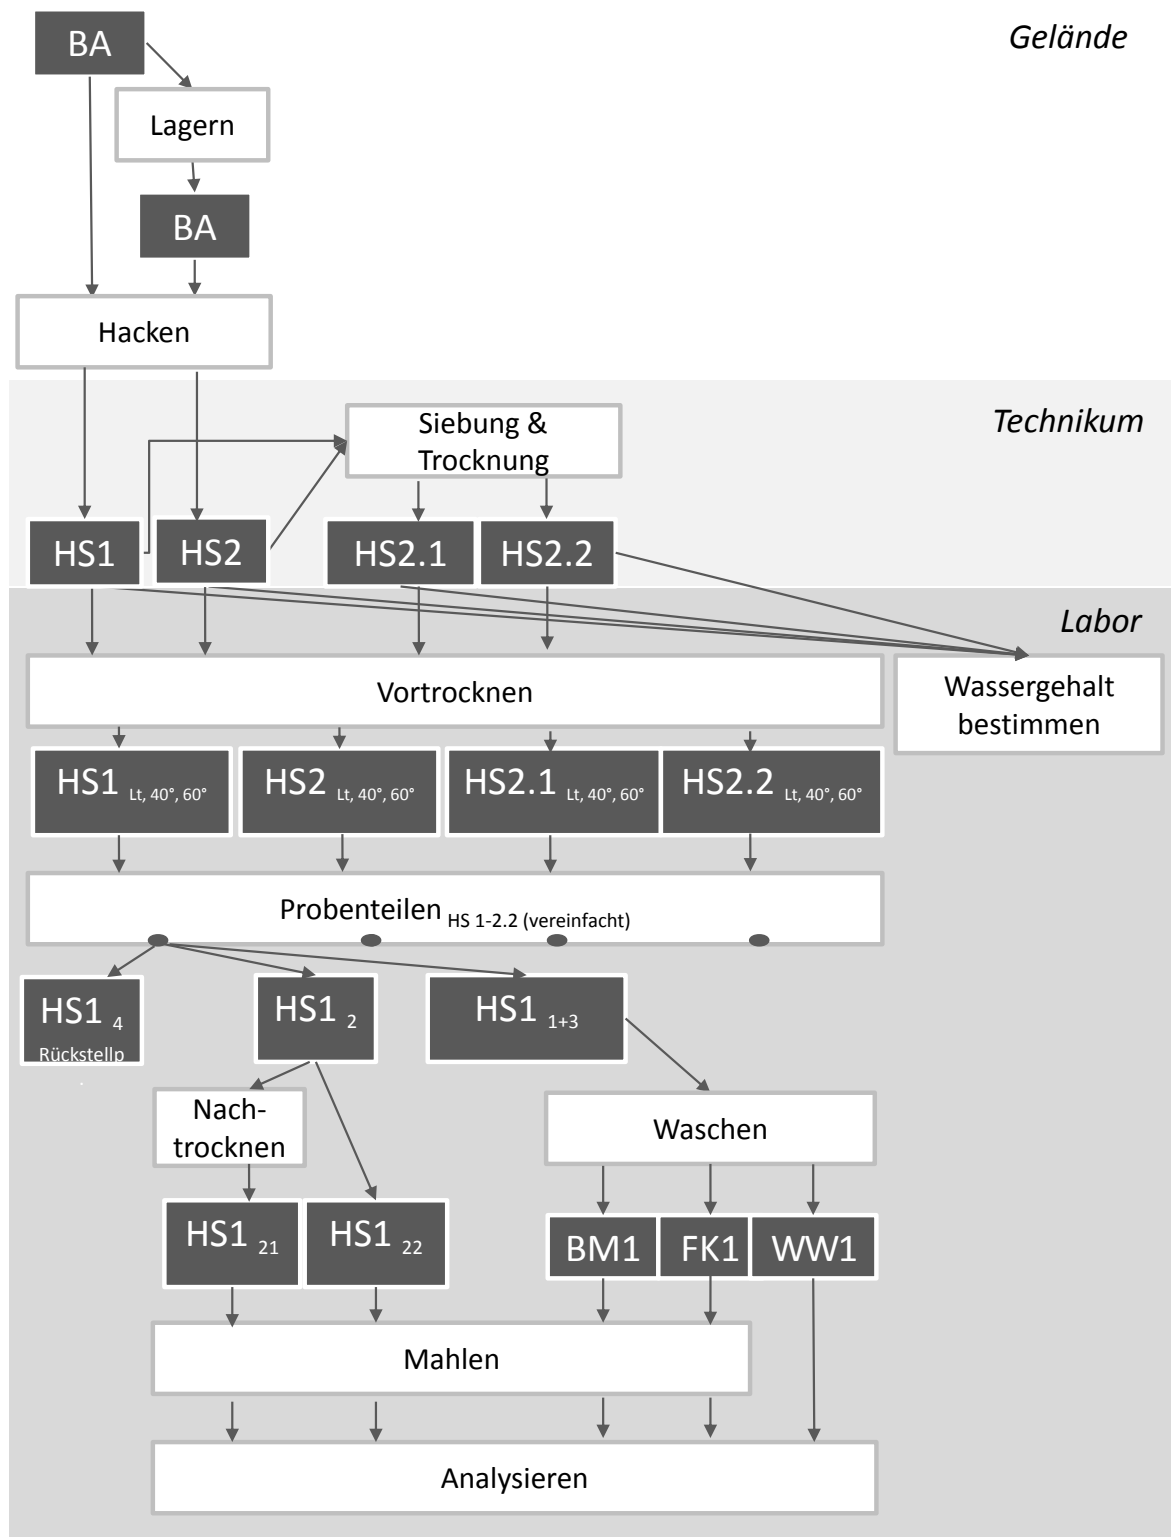 BA
Gelände
Lagern
BA
Hacken
Siebung &
Trocknung
Technikum
HS1
HS2
HS2.1
HS2.2
Labor
Vortrocknen
Wassergehalt
bestimmen
HS1 Lt, 40°, 60°
HS2 Lt, 40°, 60°
HS2.1 Lt, 40°, 60°
HS2.2 Lt, 40°, 60°
Probenteilen HS 1-2.2 (vereinfacht)
HS1 4
Rückstellp
HS1 2
HS1 1+3
Nach-
trocknen
Waschen
HS1 21
HS1 22
BM1
FK1
WW1
Mahlen
Analysieren